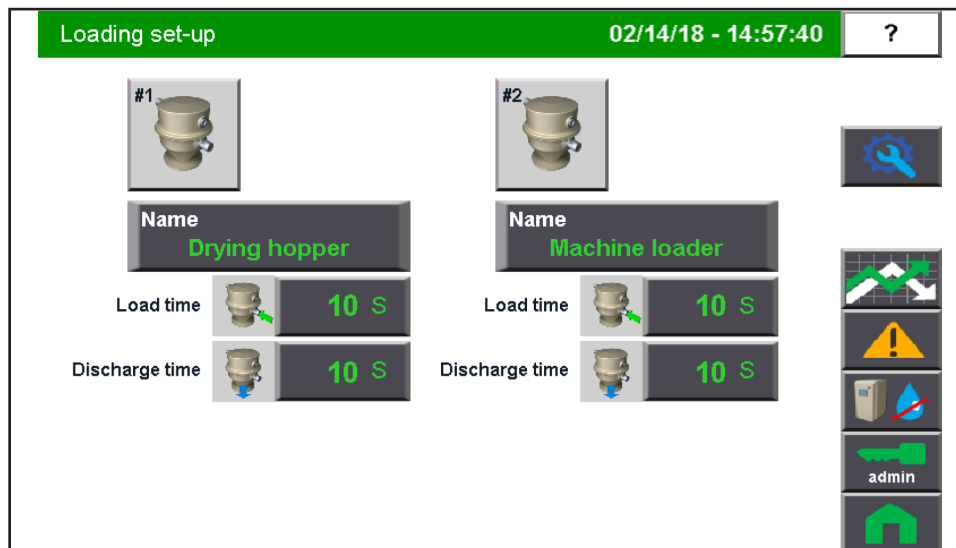 Loading set-up 02/14/18 - 14:57:40 ?
#1 #2
Name Name
Drying hopper Machine loader
Load time 10 S Load time 10 S
Discharge time 10 S Discharge time 10 S
admin